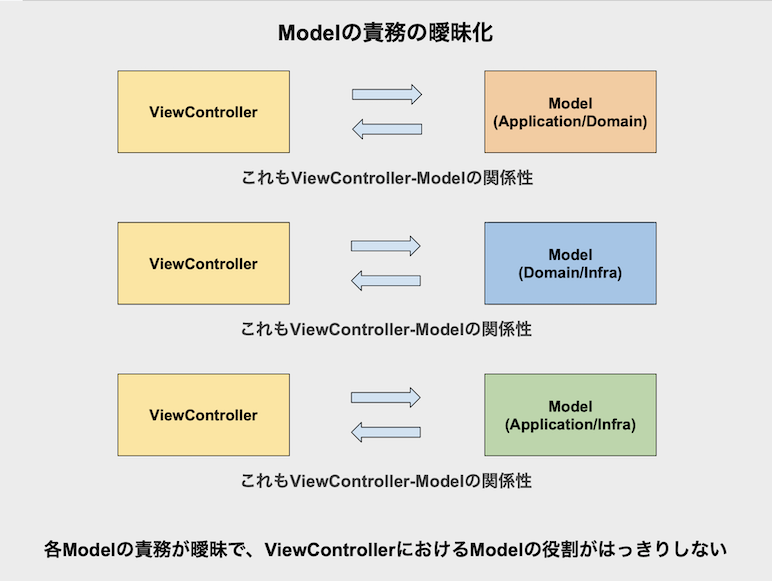 Modelの責務の曖昧化
ViewController
Model
(Application/Domain)
これもViewController-Modelの関係性
ViewController
Model
(Domain/Infra)
これもViewController-Modelの関係性
ViewController
Model
(Application/Infra)
これもViewController-Modelの関係性
各Modelの責務が曖昧で、ViewControllerにおけるModelの役割がはっきりしない